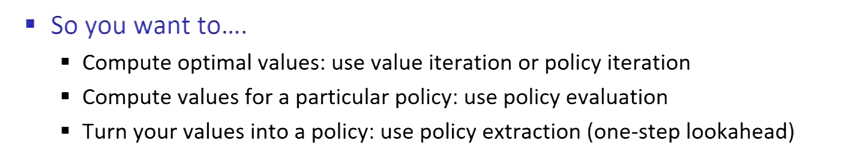 So you want to....
Compute optimal values: use value iteration or policy iteration
Compute values for a particular policy: use policy evaluation
Turn your values into a policy: use policy extraction (one-step lookahead)